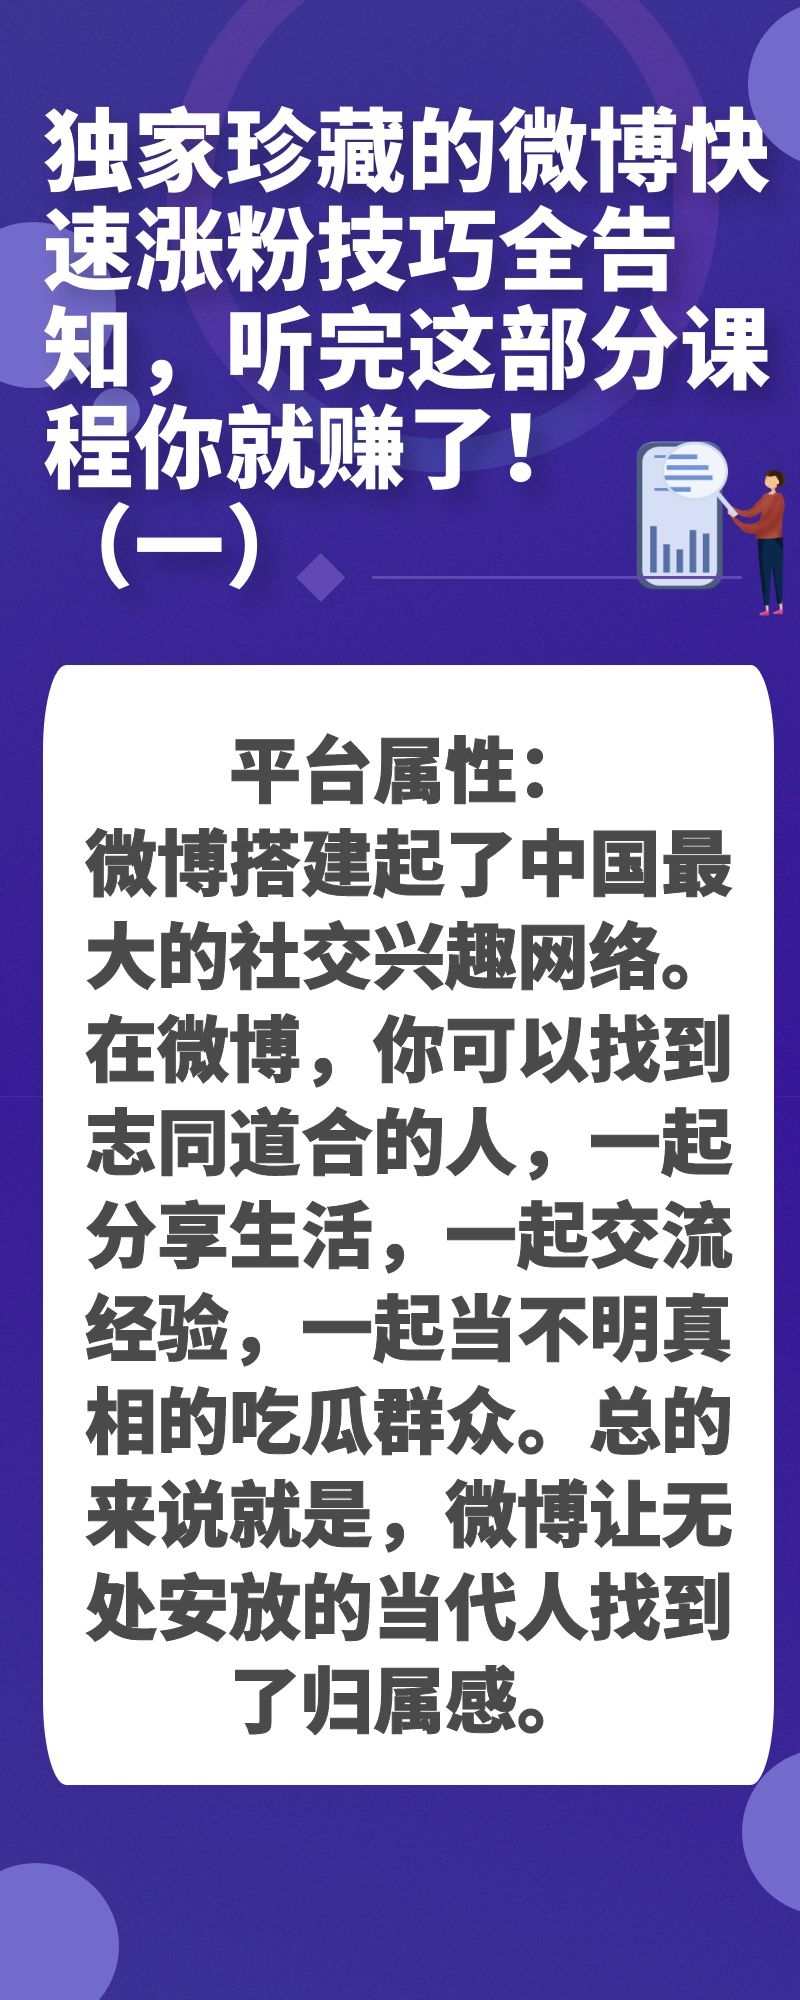 独家珍藏的微博快
速涨粉技巧全告
知，听完这部分课
程你就赚了！
（一）
平台属性：
微博搭建起了中国最
大的社交兴趣网络。
在微博，你可以找到
志同道合的人，一起
分享生活，一起交流
经验，一起当不明真
相的吃瓜群众。总的
来说就是，微博让无
处安放的当代人找到
了归属感。